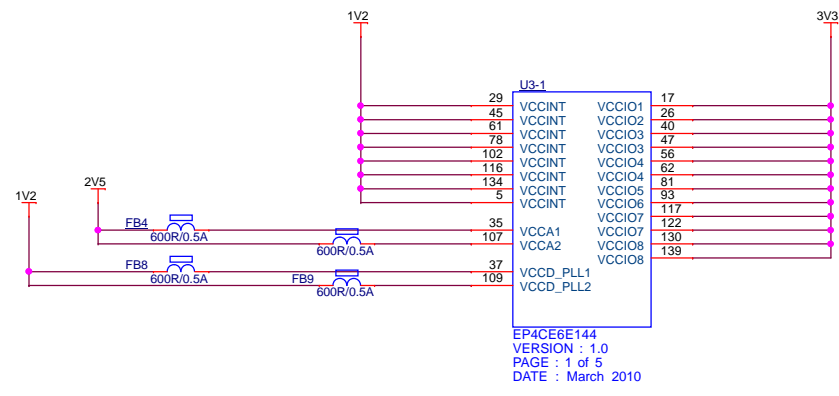 1V2
3V3
U3-1
29 VCCINT VCCIO1 17
45 VCCINT VCCIO2 26
61 VCCINT VCCIO3 40
78 VCCINT VCCIO3 47
102 VCCINT VCCIO4 56
116 VCCINT VCCIO4 62
134 VCCINT VCCIO5 81
5 VCCINT VCCIO6 93
VCCIO7 117
VCCIO7 122
VCCIO8 130
VCCIO8 139
2V5
1V2
FB4
600R/0.5A
35 VCCA1
107 VCCA2
600R/0.5A
FB8
600R/0.5A
37 VCCD_PLL1
FB9
109 VCCD_PLL2
600R/0.5A
EP4CE6E144
VERSION : 1.0
PAGE : 1 of 5
DATE : March 2010